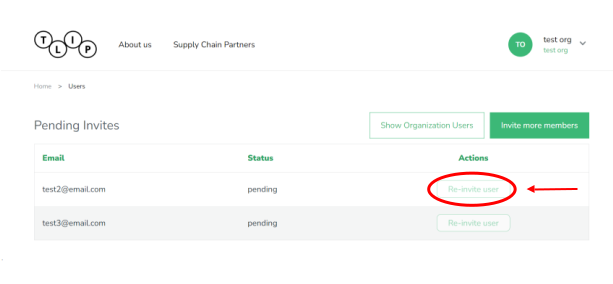 TLIP About us Supply Chain Partners TO test org
test org
Home > Users
Pending Invites Show Organization Users Invite more members
Email Status Actions
test2@email.com pending Re-invite user
test3@email.com pending Re-invite user